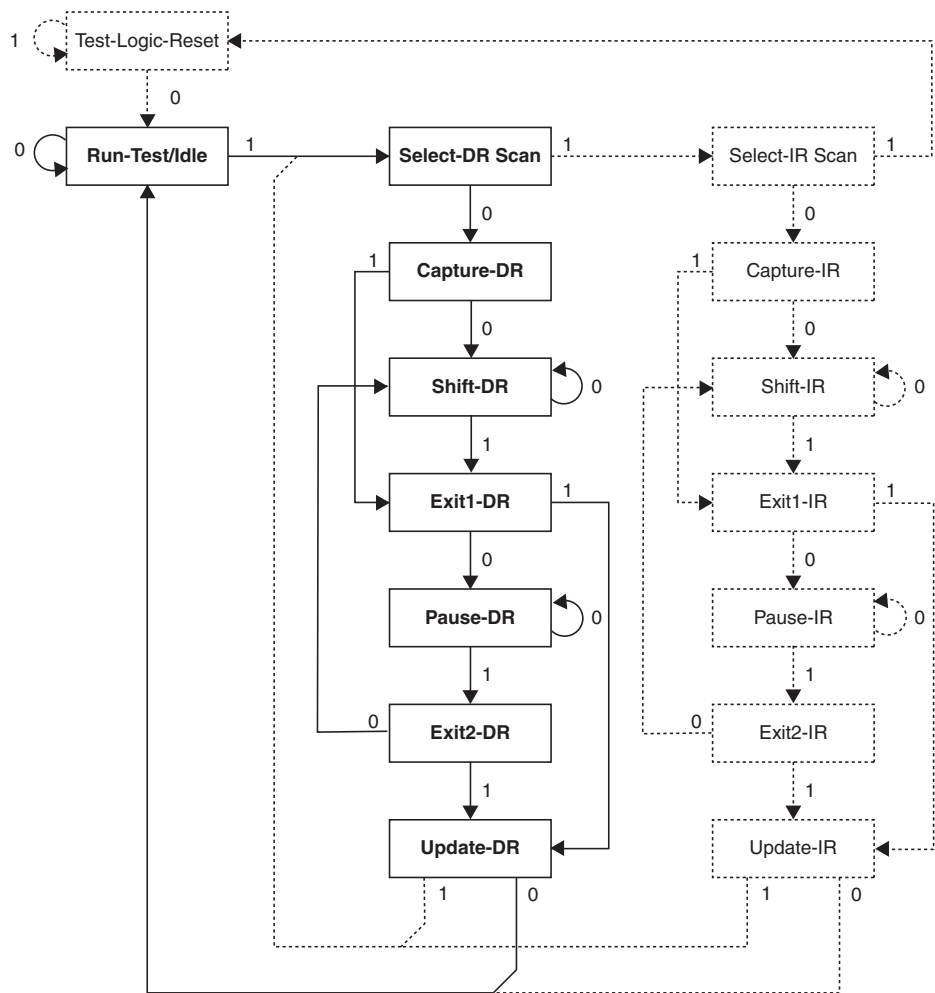 Test-Logic-Reset
1
0
Run-Test/Idle
0
1
Select-DR Scan
1
Select-IR Scan
1
0
0
1
Capture-DR
1
Capture-IR
0
0
Shift-DR
0
Shift-IR
0
1
1
Exit1-DR
1
Exit1-IR
1
0
0
Pause-DR
0
Pause-IR
0
1
1
0
Exit2-DR
0
Exit2-IR
1
1
Update-DR
Update-IR
1
0
1
0